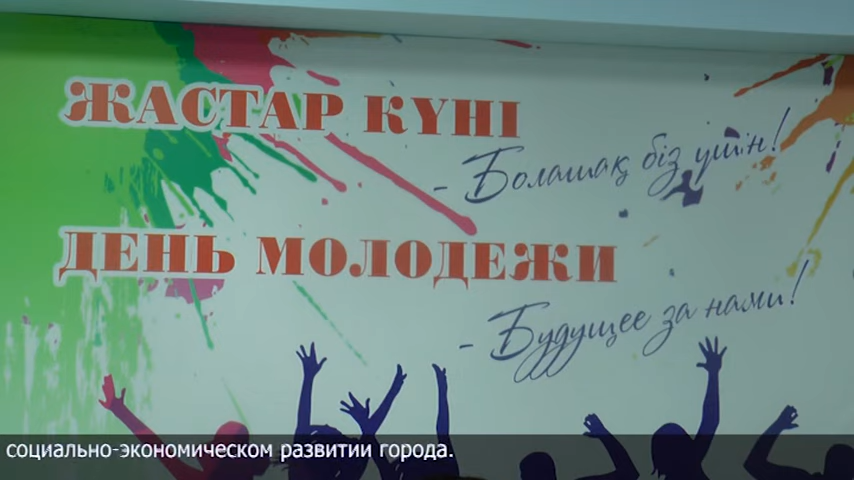 ЖАСТАР КҮНІ
- Болашақ біз үшін!
ДЕНЬ МОЛОДЕЖИ
- Будущее за нами!
социально-экономическом развитии города.